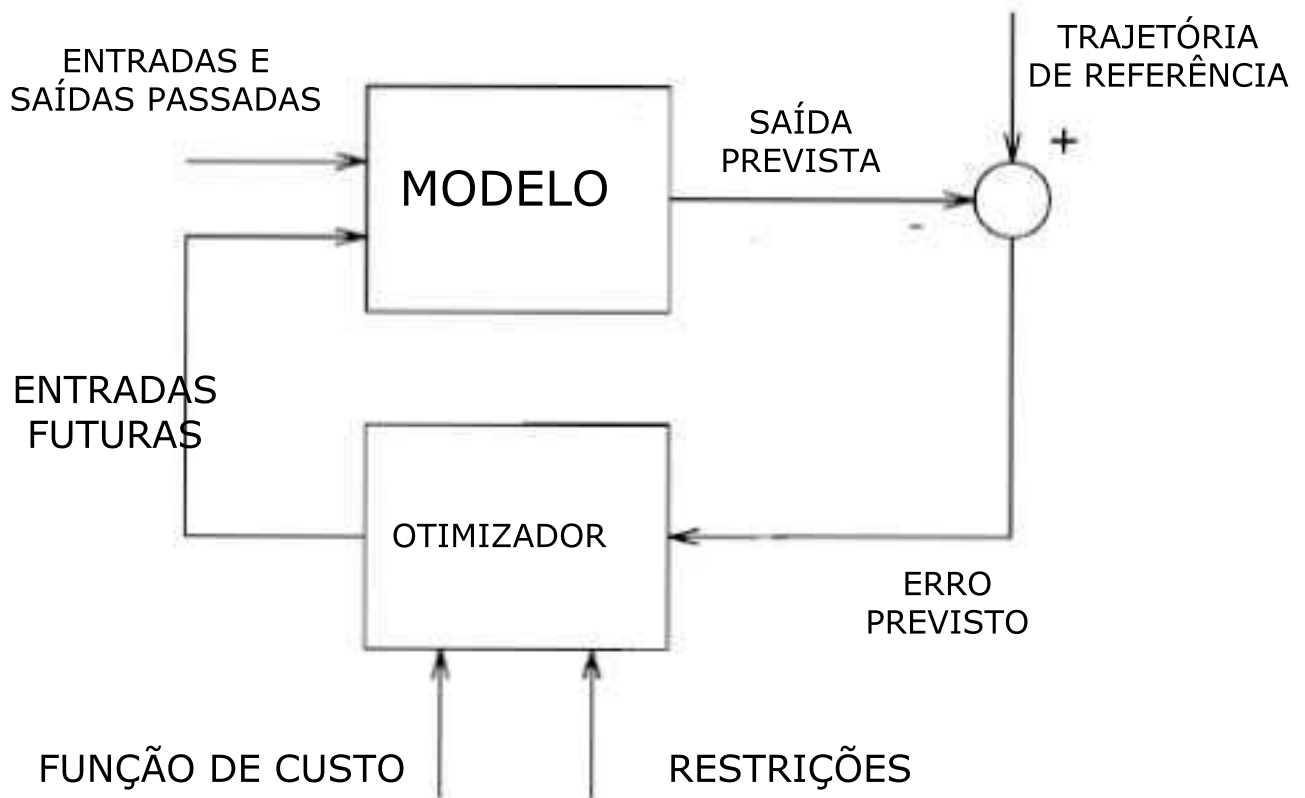 ENTRADAS E
SAÍDAS PASSADAS
TRAJETÓRIA
DE REFERÊNCIA
+
SAÍDA
PREVISTA
-
MODELO
ENTRADAS
FUTURAS
OTIMIZADOR
ERRO
PREVISTO
FUNÇÃO DE CUSTO
RESTRIÇÕES